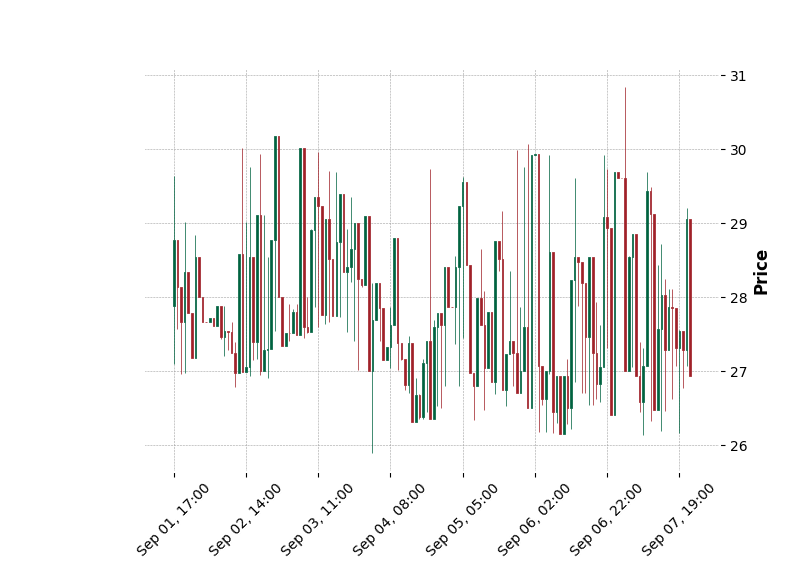 31
30
29
28
27
26
Price
Sep 01, 17:00
Sep 02, 14:00
Sep 03, 11:00
Sep 04, 08:00
Sep 05, 05:00
Sep 06, 02:00
Sep 06, 22:00
Sep 07, 19:00